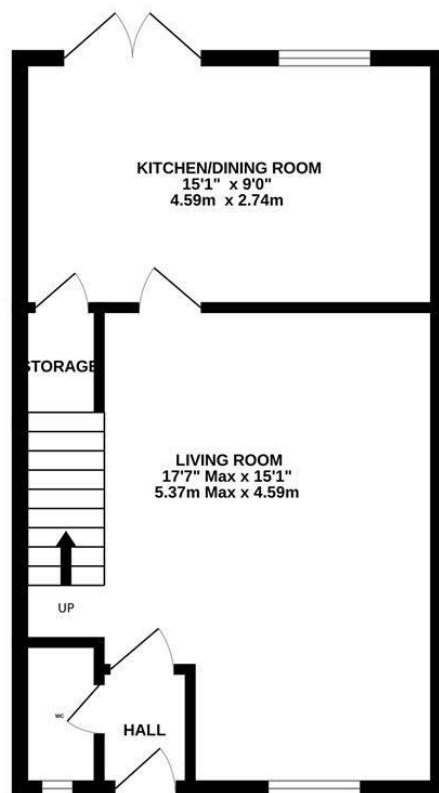 KITCHEN/DINING ROOM
15'1" x 9'0"
4.59m x 2.74m
STORAGE
LIVING ROOM
17'7" Max x 15'1"
5.37m Max x 4.59m
UP
WC
HALL